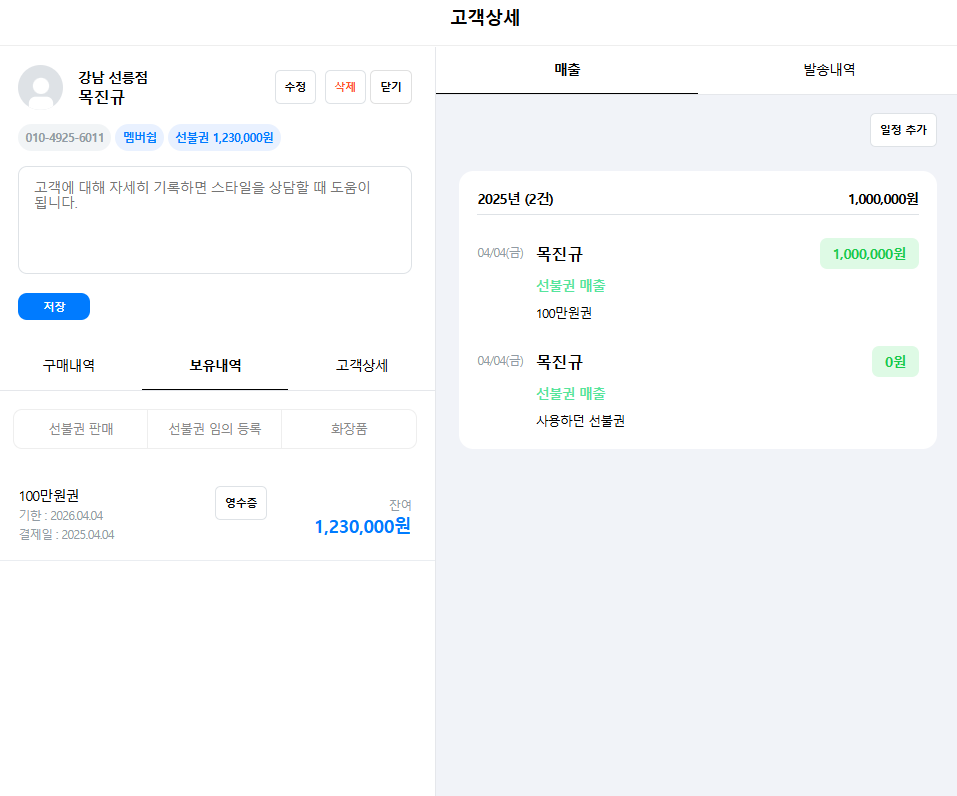 고객상세
강남 선릉점
목진규
수정
삭제
닫기
010-4925-6011
멤버쉽
선불권 1,230,000원
고객에 대해 자세히 기록하면 스타일을 상담할 때 도움이
됩니다.
저장
구매내역
보유내역
고객상세
선불권 판매
선불권 임의 등록
화장품
100만원권
기한 : 2026.04.04
결제일 : 2025.04.04
영수증
잔여
1,230,000원
매출
발송내역
일정 추가
2025년 (2건)
1,000,000원
04/04(금)
목진규
1,000,000원
선불권 매출
100만원권
04/04(금)
목진규
0원
선불권 매출
사용하던 선불권